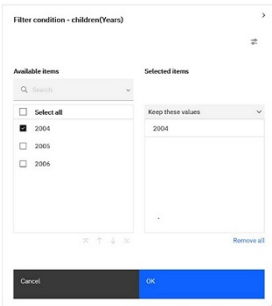 Filter condition - children(Years)
Available items
Selected items
Search
Select all
Keep these values
2004
2004
2005
2006
Remove all
Cancel
OK